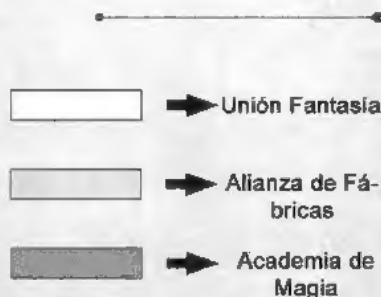 Unión Fantasía
Alianza de Fá-
bricas
Academia de
Magia